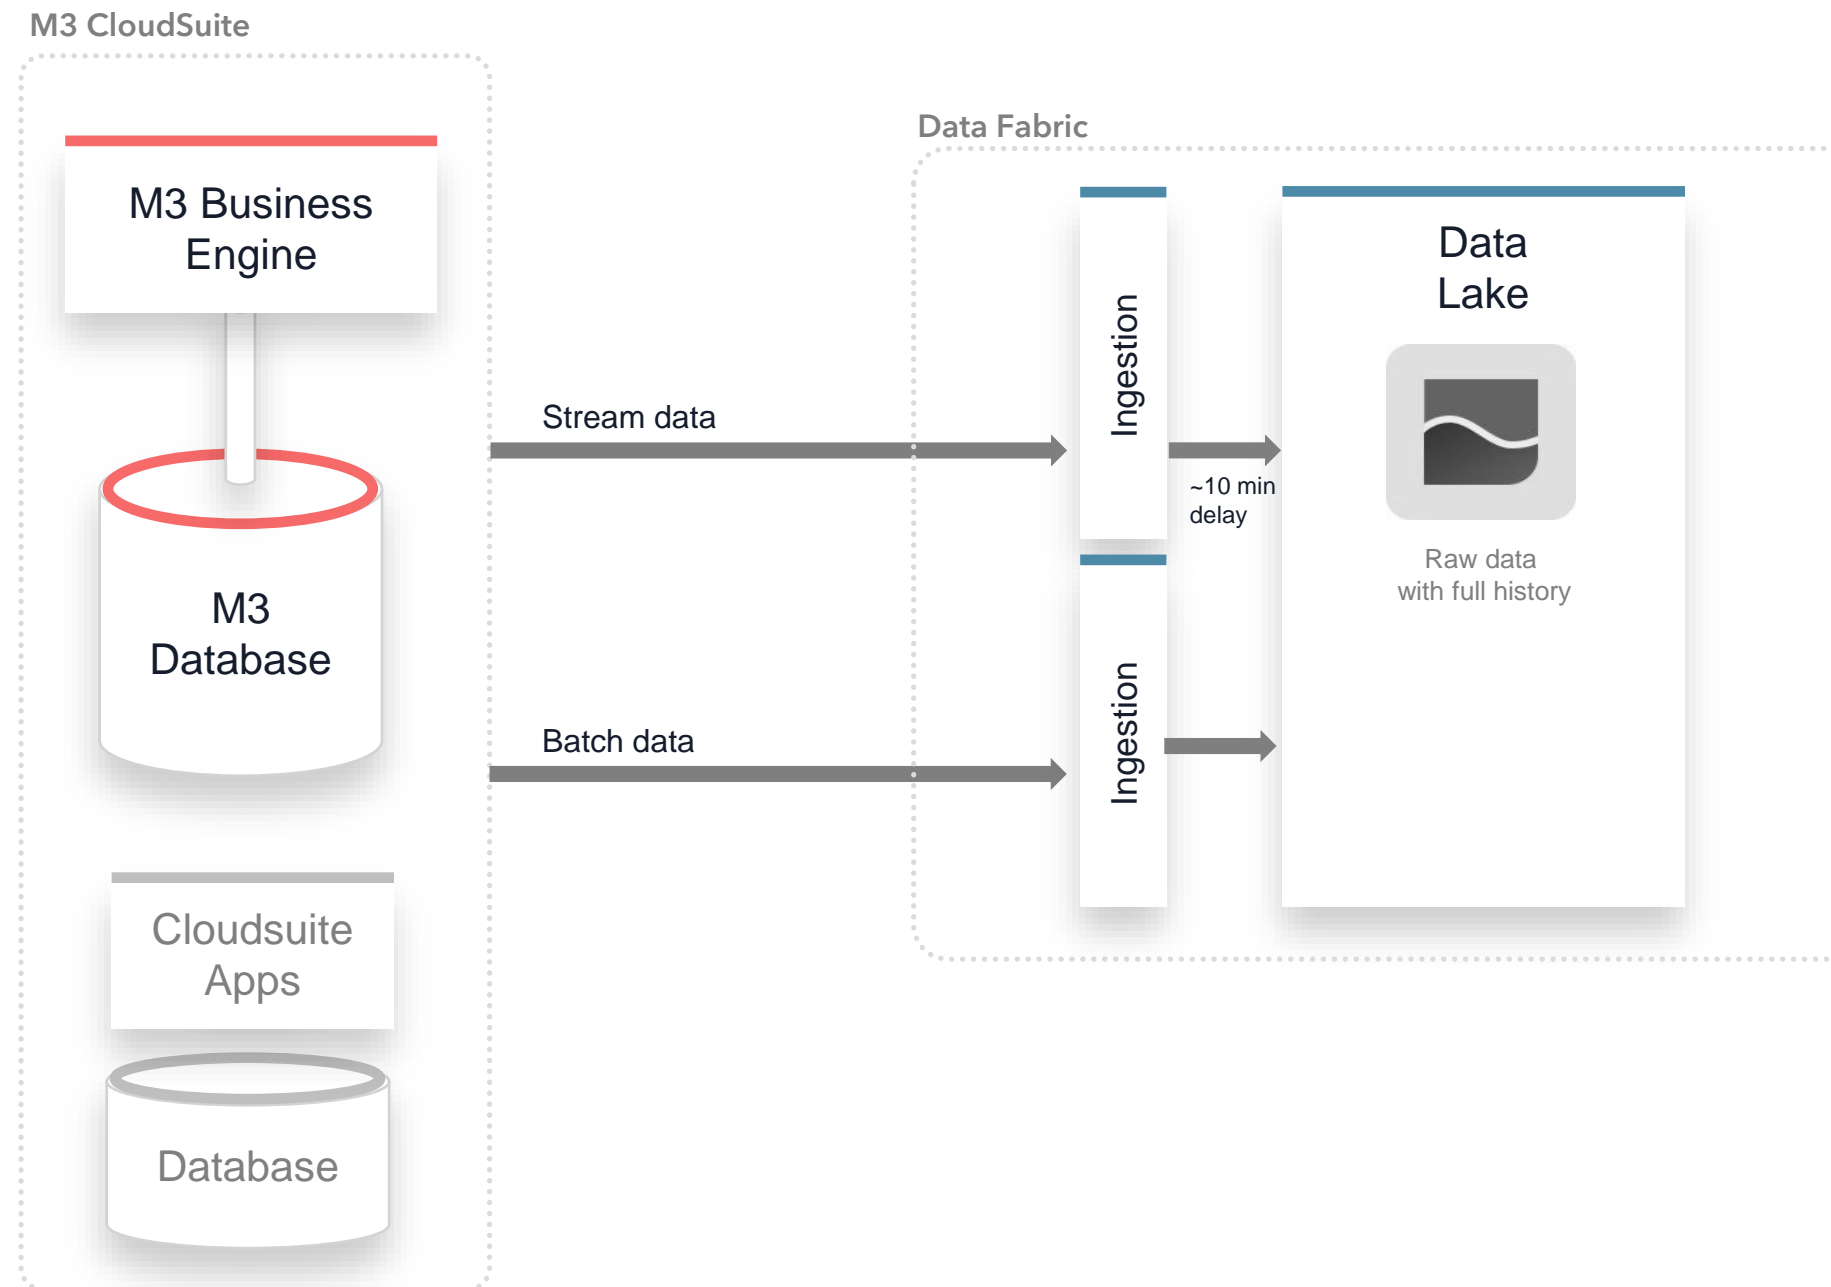 M3 CloudSuite
M3 Business
Engine
M3
Database
Cloudsuite
Apps
Database
Stream data
Batch data
Data Fabric
Ingestion
~10 min
delay
Ingestion
Data
Lake
Raw data
with full history